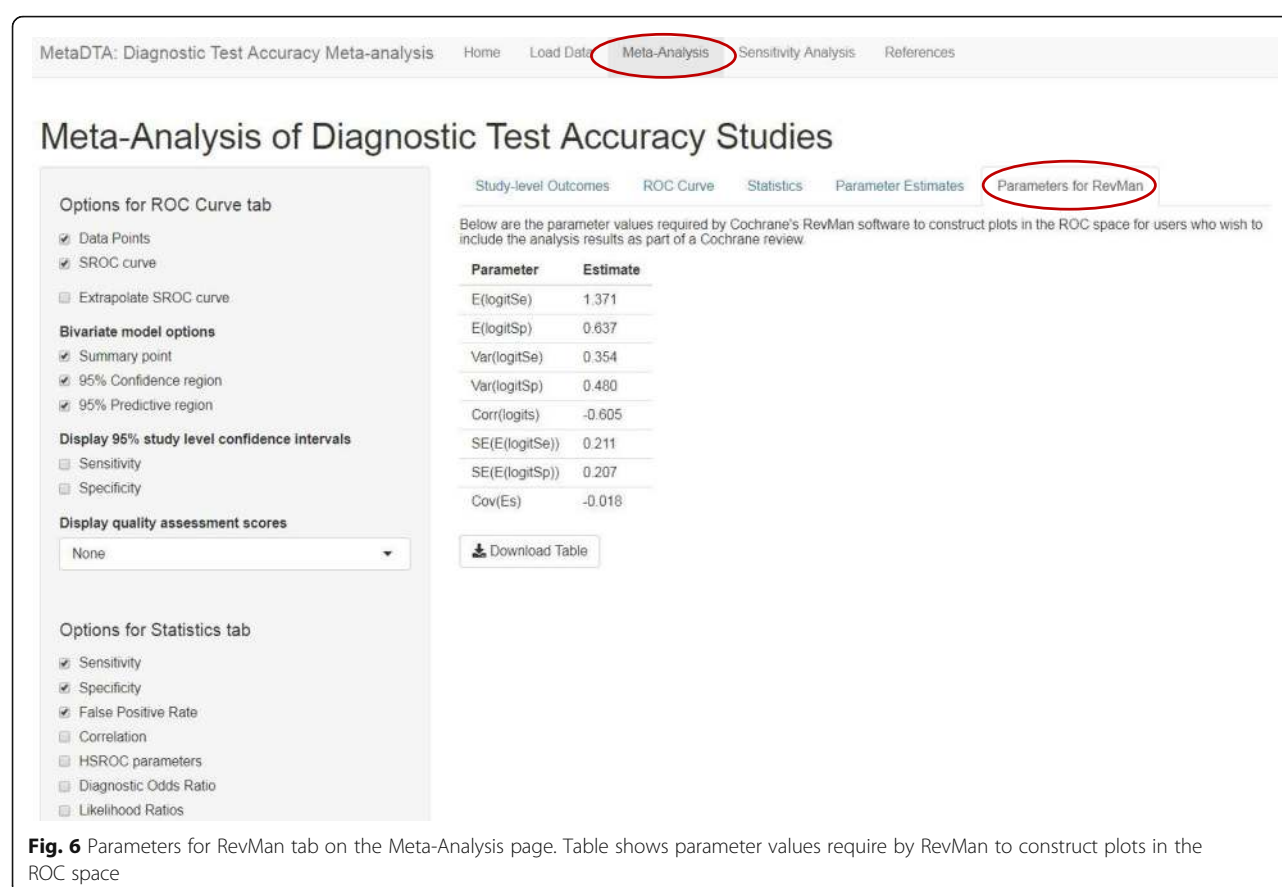 MetaDTA: Diagnostic Test Accuracy Meta-analysis Home Load Data Meta-Analysis Sensitivity Analysis References
Meta-Analysis of Diagnostic Test Accuracy Studies
Options for ROC Curve tab
Data Points
SROC curve
Extrapolate SROC curve
Bivariate model options
Summary point
95% Confidence region
95% Predictive region
Display 95% study level confidence intervals
Sensitivity
Specificity
Display quality assessment scores
None
Options for Statistics tab
Sensitivity
Specificity
False Positive Rate
Correlation
HSROC parameters
Diagnostic Odds Ratio
Likelihood Ratios
Study-level Outcomes ROC Curve Statistics Parameter Estimates Parameters for RevMan
Below are the parameter values required by Cochrane's RevMan software to construct plots in the ROC space for users who wish to
include the analysis results as part of a Cochrane review.
Parameter Estimate
E(logitSe) 1.371
E(logitSp) 0.637
Var(logitSe) 0.354
Var(logitSp) 0.480
Corr(logits) -0.605
SE(E(logitSe)) 0.211
SE(E(logitSp)) 0.207
Cov(Es) -0.018
Download Table
Fig. 6 Parameters for RevMan tab on the Meta-Analysis page. Table shows parameter values require by RevMan to construct plots in the
ROC space